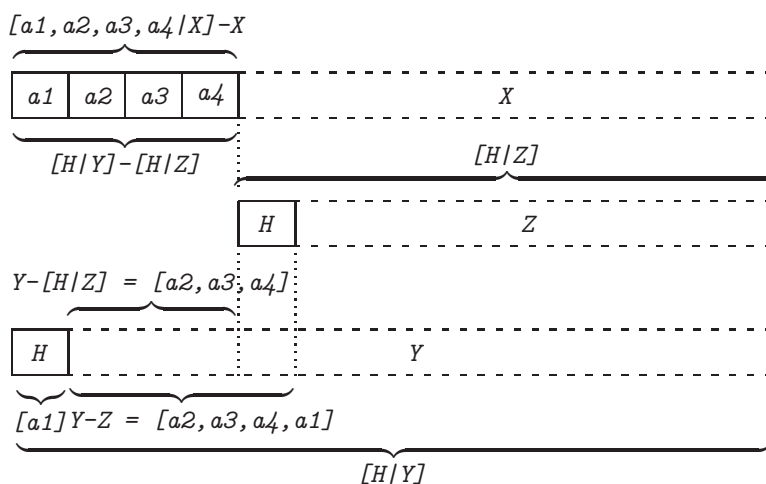 [a1,a2,a3,a4|X]-X
a1 a2 a3 a4 X
[H|Y]-[H|Z] [H|Z]
H Z
Y-[H|Z] = [a2,a3,a4]
H Y
[a1] Y-Z = [a2,a3,a4,a1]
[H|Y]